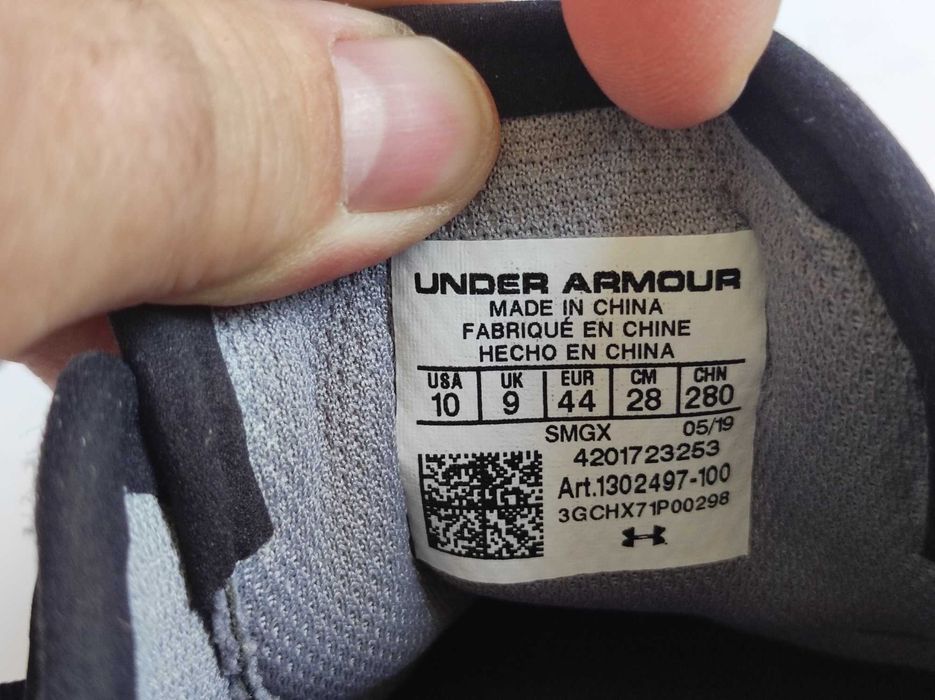 UNDER ARMOUR
MADE IN CHINA
FABRIQUÉ EN CHINE
HECHO EN CHINA
USA UK EUR CM CHN
10 9 44 28 280
SMGX 05/19
4201723253
Art.1302497-100
3GCHX71P00298